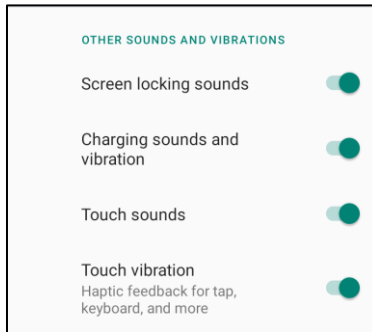 OTHER SOUNDS AND VIBRATIONS
Screen locking sounds
Charging sounds and
vibration
Touch sounds
Touch vibration
Haptic feedback for tap,
keyboard, and more